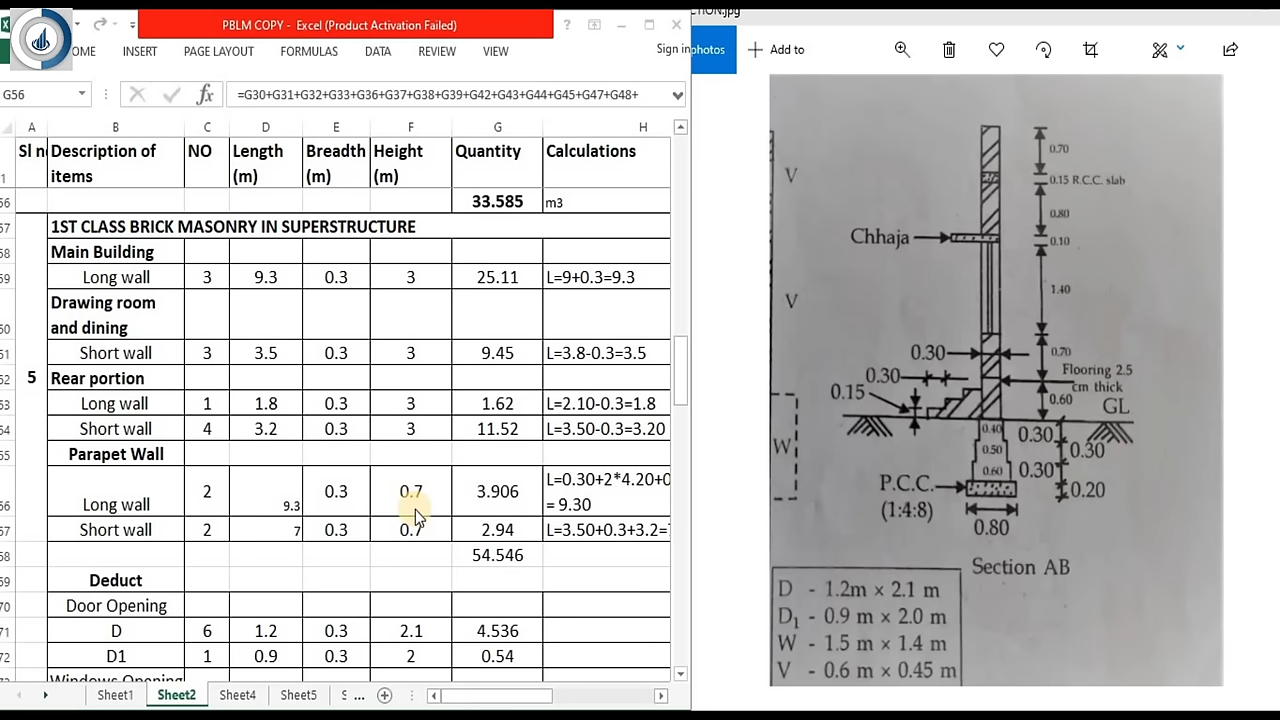 PBLM COPY - Excel (Product Activation Failed)
?
OME INSERT PAGE LAYOUT FORMULAS DATA REVIEW VIEW Sign in
G56 fx =G30+G31+G32+G33+G36+G37+G38+G39+G42+G43+G44+G45+G47+G48+
A B C D E F G H
Description of items NO Length (m) Breadth (m) Height (m) Quantity Calculations
33.585 m3
1ST CLASS BRICK MASONRY IN SUPERSTRUCTURE
Main Building
Long wall 3 9.3 0.3 3 25.11 L=9+0.3=9.3
Drawing room
and dining
Short wall 3 3.5 0.3 3 9.45 L=3.8-0.3=3.5
5 Rear portion
Long wall 1 1.8 0.3 3 1.62 L=2.10-0.3=1.8
Short wall 4 3.2 0.3 3 11.52 L=3.50-0.3=3.20
Parapet Wall
Long wall 2 9.3 0.3 0.7 3.906 L=0.30+2*4.20+0
= 9.30
Short wall 2 7 0.3 0.7 2.94 L=3.50+0.3+3.2=
54.546
Deduct
Door Opening
D 6 1.2 0.3 2.1 4.536
D1 1 0.9 0.3 2 0.54
Windows Opening
Sheet1 Sheet2 Sheet4 Sheet5 S ...
CTION.jpg
photos + Add to
V
V
W
0.70
0.15 R.C.C. slab
0.80
Chhaja
0.10
1.40
0.30
0.70
Flooring 2.5
cm thick
0.30
0.60
0.15
GL
0.40
0.30
0.30
0.50
0.60
0.30
P.C.C.
(1:4:8)
0.20
0.80
Section AB
D - 1.2m × 2.1 m
D1 - 0.9 m × 2.0 m
W - 1.5 m × 1.4 m
V - 0.6 m × 0.45 m